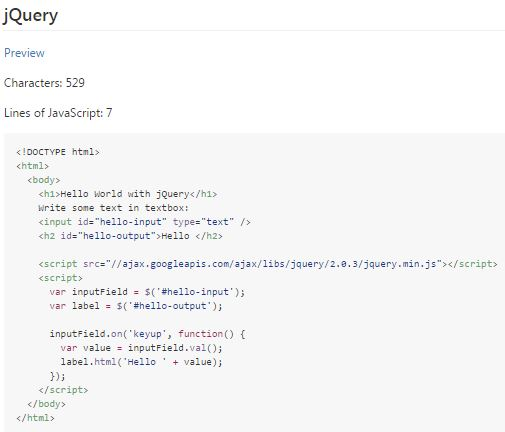 jQuery
Preview
Characters: 529
Lines of JavaScript: 7
<!DOCTYPE html>
<html>
  <body>
    <h1>Hello World with jQuery</h1>
    Write some text in textbox:
    <input id="hello-input" type="text" />
    <h2 id="hello-output">Hello </h2>

    <script src="//ajax.googleapis.com/ajax/libs/jquery/2.0.3/jquery.min.js"></script>
    <script>
      var inputField = $('#hello-input');
      var label = $('#hello-output');

      inputField.on('keyup', function() {
        var value = inputField.val();
        label.html('Hello ' + value);
      });
    </script>
  </body>
</html>